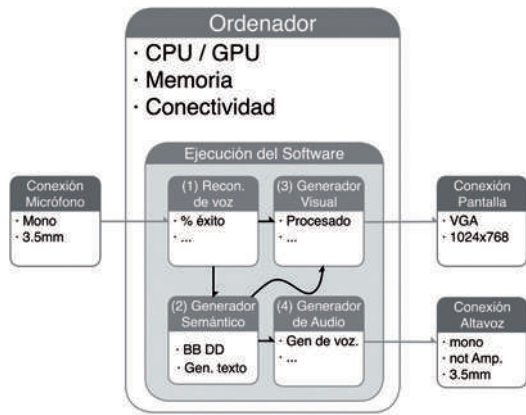 Ordenador
· CPU / GPU
· Memoria
· Conectividad
Ejecución del Software
Conexión
Micrófono
· Mono
· 3.5mm
(1) Recon.
de voz
· % éxito
· ...
(3) Generador
Visual
· Procesado
· ...
Conexión
Pantalla
· VGA
· 1024x768
(2) Generador
Semántico
· BB DD
· Gen. texto
(4) Generador
de Audio
· Gen de voz.
· ...
Conexión
Altavoz
· mono
· not Amp.
· 3.5mm